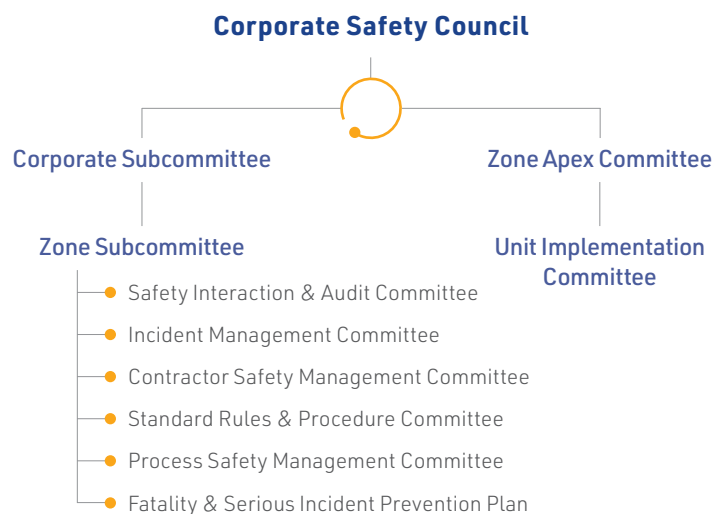 Corporate Safety Council
Corporate Subcommittee
Zone Apex Committee
Zone Subcommittee
Unit Implementation
Committee
Safety Interaction & Audit Committee
Incident Management Committee
Contractor Safety Management Committee
Standard Rules & Procedure Committee
Process Safety Management Committee
Fatality & Serious Incident Prevention Plan